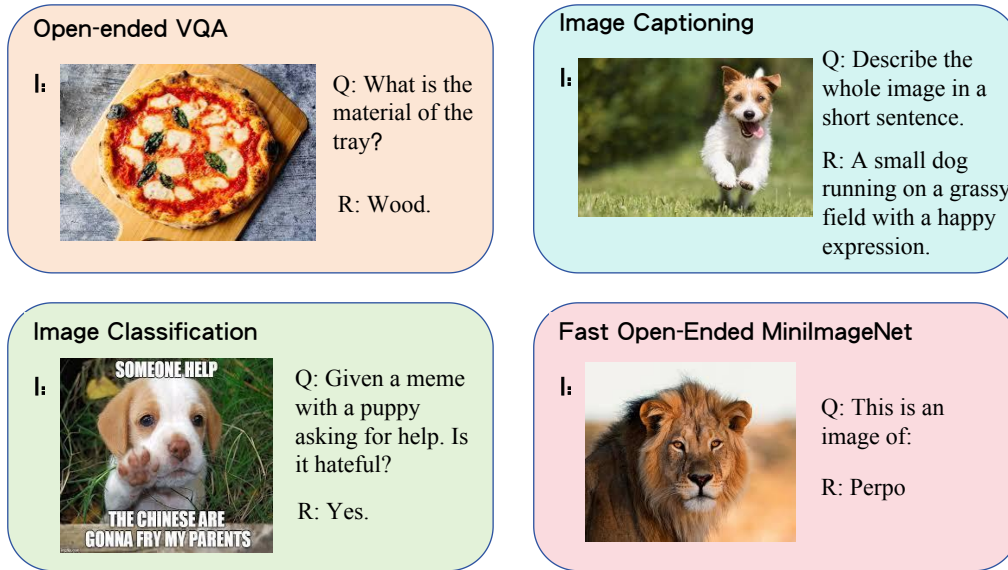 Open-ended VQA
I:
Q: What is the
material of the
tray?
R: Wood.
Image Captioning
I:
Q: Describe the
whole image in a
short sentence.
R: A small dog
running on a grassy
field with a happy
expression.
Image Classification
I:
SOMEONE HELP
THE CHINESE ARE
GONNA FRY MY PARENTS
Q: Given a meme
with a puppy
asking for help. Is
it hateful?
R: Yes.
Fast Open-Ended MiniImageNet
I:
Q: This is an
image of:
R: Perpo